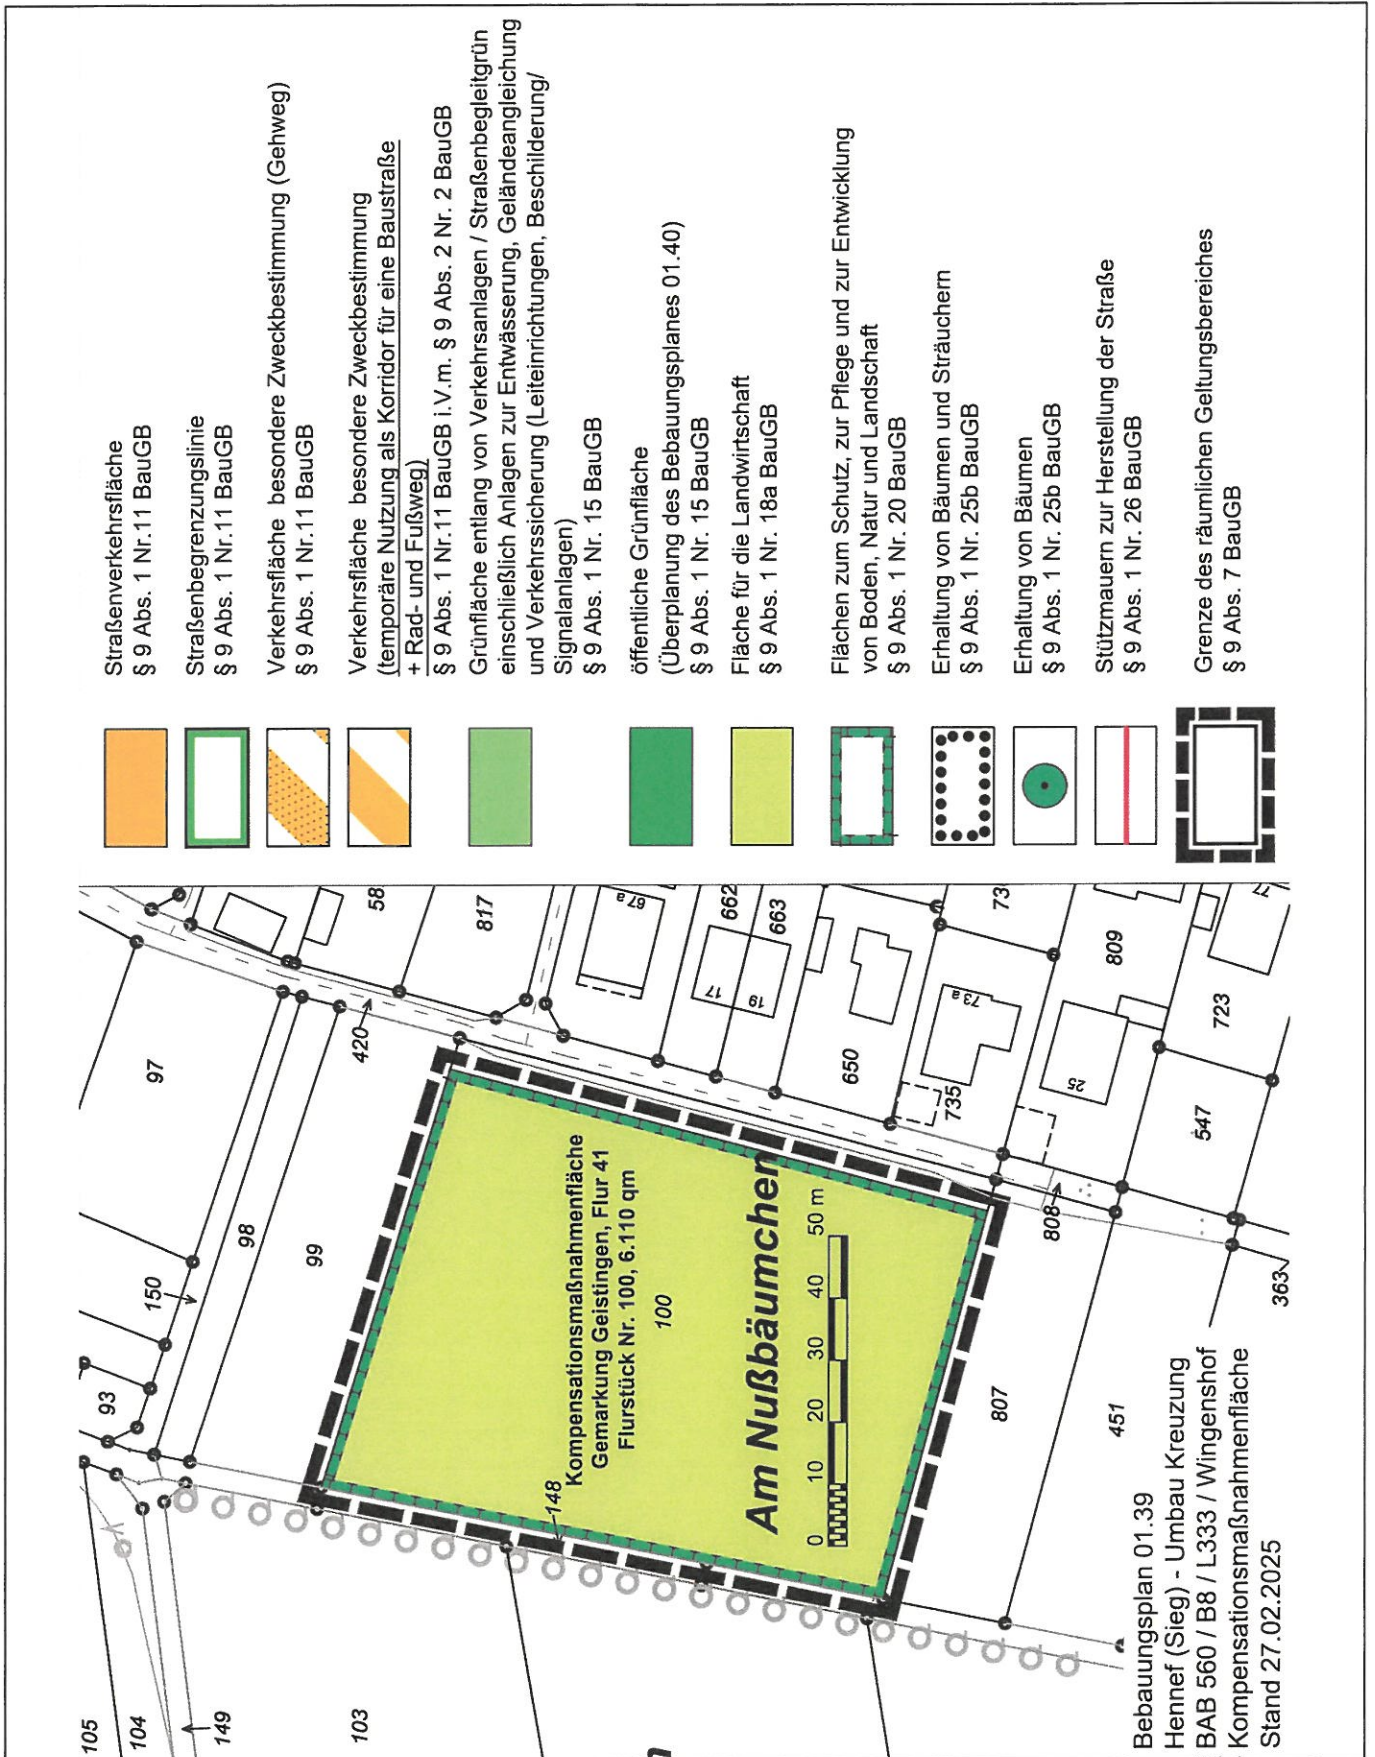 Straßenverkehrsfläche
§ 9 Abs. 1 Nr.11 BauGB
Straßenbegrenzungslinie
§ 9 Abs. 1 Nr.11 BauGB
Verkehrsfläche besondere Zweckbestimmung (Gehweg)
§ 9 Abs. 1 Nr.11 BauGB
Verkehrsfläche besondere Zweckbestimmung
(temporäre Nutzung als Korridor für eine Baustraße
+ Rad- und Fußweg)
§ 9 Abs. 1 Nr.11 BauGB i.V.m. § 9 Abs. 2 Nr. 2 BauGB
Grünfläche entlang von Verkehrsanlagen / Straßenbegleitgrün
einschließlich Anlagen zur Entwässerung, Geländeangleichung
und Verkehrssicherung (Leiteinrichtungen, Beschilderung/
Signalanlagen)
§ 9 Abs. 1 Nr. 15 BauGB
öffentliche Grünfläche
(Überplanung des Bebauungsplanes 01.40)
§ 9 Abs. 1 Nr. 15 BauGB
Fläche für die Landwirtschaft
§ 9 Abs. 1 Nr. 18a BauGB
Flächen zum Schutz, zur Pflege und zur Entwicklung
von Boden, Natur und Landschaft
§ 9 Abs. 1 Nr. 20 BauGB
Erhaltung von Bäumen und Sträuchern
§ 9 Abs. 1 Nr. 25b BauGB
Erhaltung von Bäumen
§ 9 Abs. 1 Nr. 25b BauGB
Stützmauern zur Herstellung der Straße
§ 9 Abs. 1 Nr. 26 BauGB
Grenze des räumlichen Geltungsbereiches
§ 9 Abs. 7 BauGB
105
104
149
103
93
150
98
99
97
420
58
817
67 a
662
17
663
19
650
73 a
735
73
809
25
723
77
547
808
363
807
451
148
Kompensationsmaßnahmenfläche
Gemarkung Geistingen, Flur 41
Flurstück Nr. 100, 6.110 qm
100
Am Nußbäumchen
0 10 20 30 40 50 m
Bebauungsplan 01.39
Hennef (Sieg) - Umbau Kreuzung
BAB 560 / B8 / L333 / Wingenshof
Kompensationsmaßnahmenfläche
Stand 27.02.2025